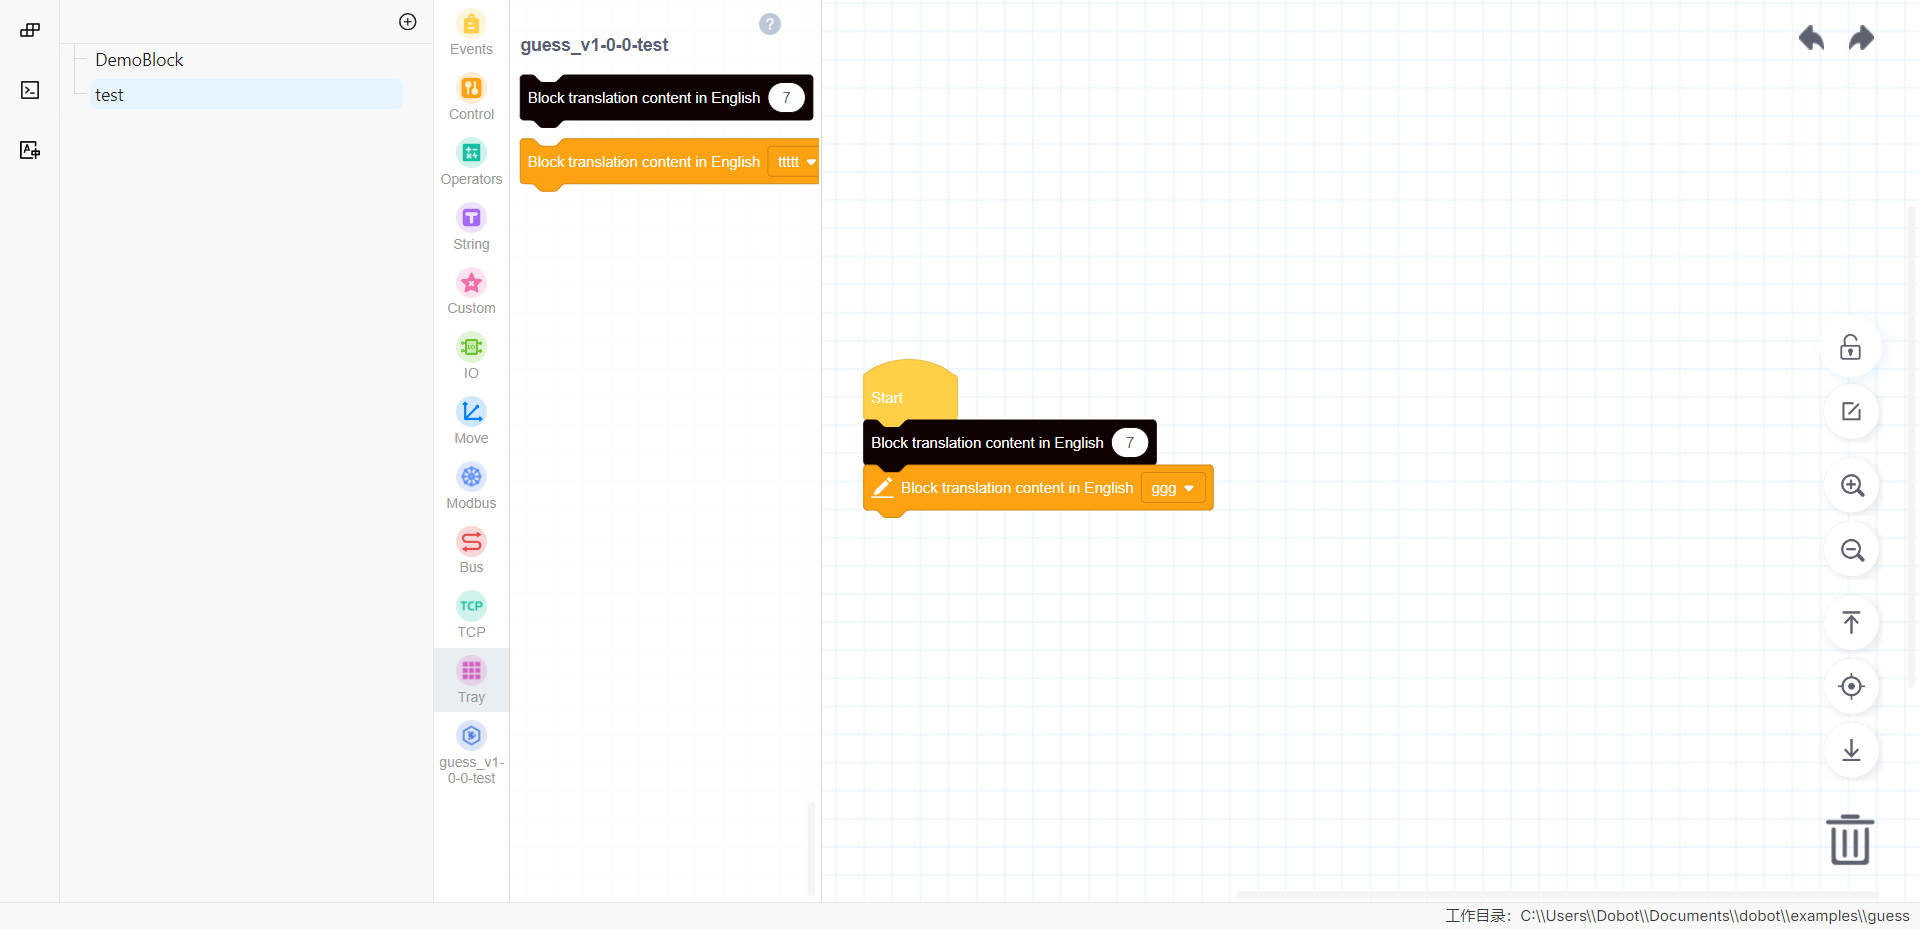 DemoBlock
test
Events
Control
Operators
String
Custom
IO
Move
Modbus
Bus
TCP
TCP
Tray
guess_v1-
0-0-test
guess_v1-0-0-test
?
Block translation content in English 7
Block translation content in English ttttt
Start
Block translation content in English 7
Block translation content in English ggg
工作目录： C:\\Users\\Dobot\\Documents\\dobot\\examples\\guess